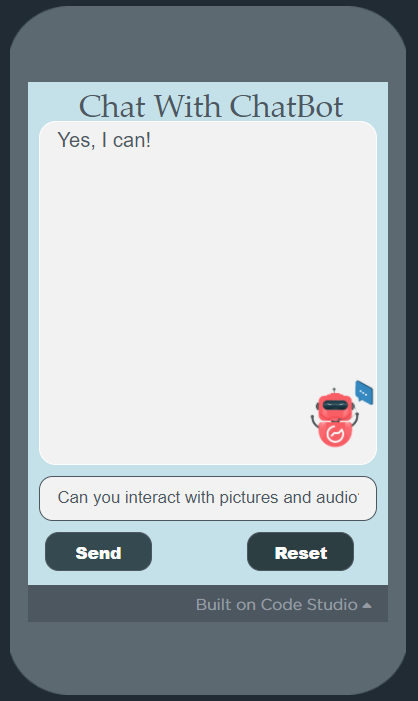 Chat With ChatBot
Yes, I can!
Can you interact with pictures and audio
Send
Reset
Built on Code Studio